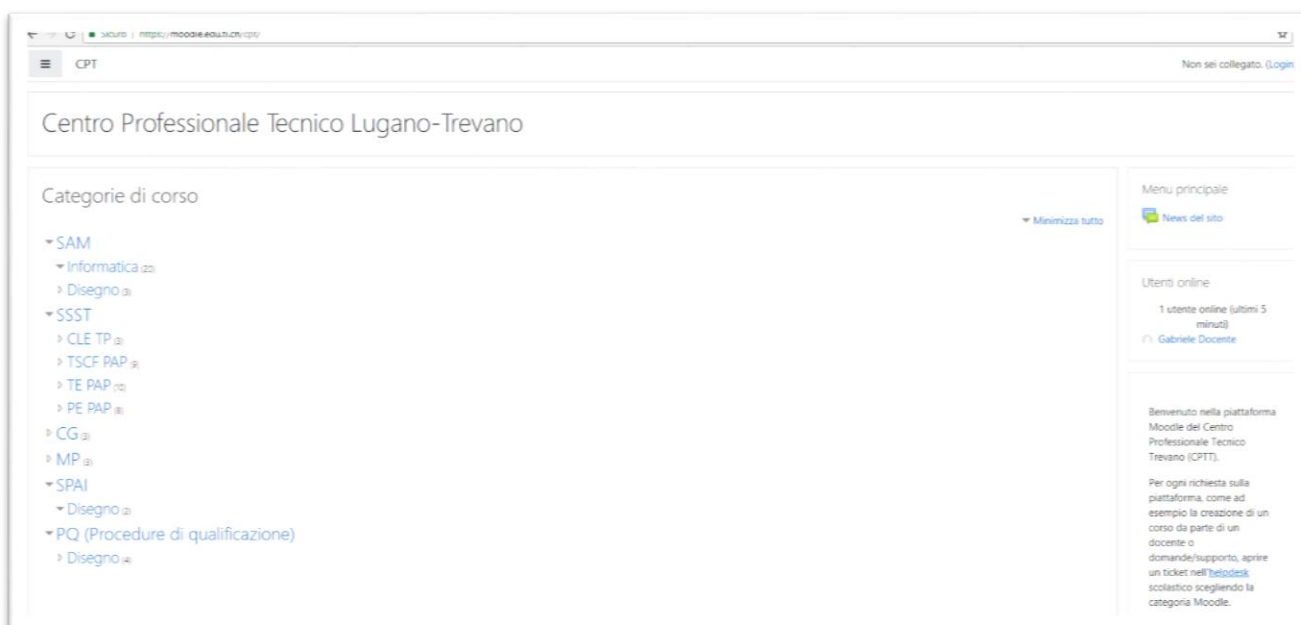 Sicuro | https://moodle.edu.ti.ch/cpt/
CPT
Non sei collegato. (Login
Centro Professionale Tecnico Lugano-Trevano
Categorie di corso
Minimizza tutto
SAM
Informatica (22)
Disegno (3)
SSST
CLE TP (3)
TSCF PAP (9)
TE PAP (10)
PE PAP (8)
CG (3)
MP (3)
SPAI
Disegno (2)
PQ (Procedure di qualificazione)
Disegno (4)
Menu principale
News del sito
Utenti online
1 utente online (ultimi 5
minuti)
Gabriele Docente
Benvenuto nella piattaforma
Moodle del Centro
Professionale Tecnico
Trevano (CPTT).
Per ogni richiesta sulla
piattaforma, come ad
esempio la creazione di un
corso da parte di un
docente o
domande/supporto, aprire
un ticket nell'helpdesk
scolastico scegliendo la
categoria Moodle.